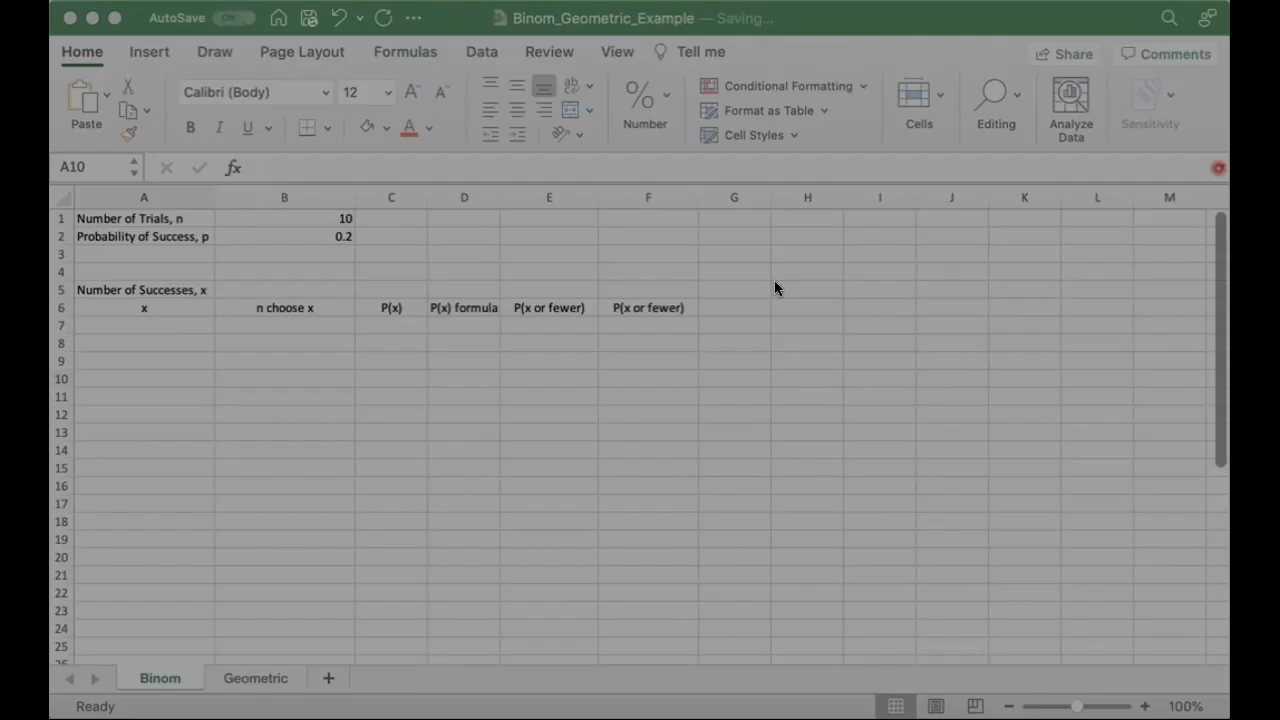 AutoSave ON Binom_Geometric_Example — Saving...
Home Insert Draw Page Layout Formulas Data Review View Tell me Share Comments
Paste Calibri (Body) 12 A A B I U A ab Number % Conditional Formatting Format as Table Cell Styles Cells Editing Analyze Data Sensitivity
A10 fx
A B C D E F G H I J K L M
1 Number of Trials, n 10
2 Probability of Success, p 0.2
3
4
5 Number of Successes, x
6 x n choose x P(x) P(x) formula P(x or fewer) P(x or fewer)
7
8
9
10
11
12
13
14
15
16
17
18
19
20
21
22
23
24
25
26
Binom Geometric +
Ready 100%